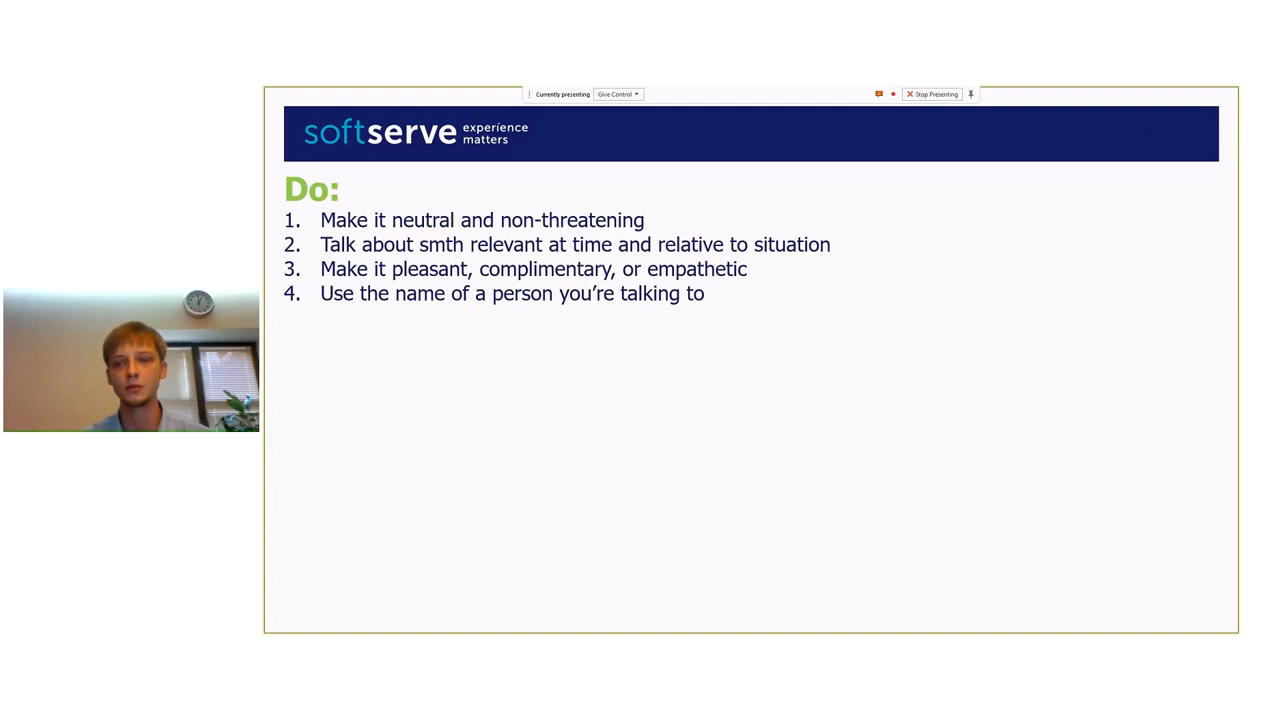 Currently presenting Give Control Stop Presenting
softserve experience matters
Do:
1. Make it neutral and non-threatening
2. Talk about smth relevant at time and relative to situation
3. Make it pleasant, complimentary, or empathetic
4. Use the name of a person you’re talking to